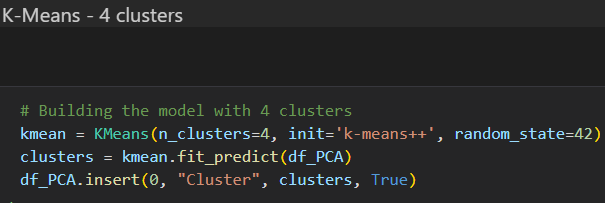 K-Means - 4 clusters
# Building the model with 4 clusters
kmean = KMeans(n_clusters=4, init='k-means++', random_state=42)
clusters = kmean.fit_predict(df_PCA)
df_PCA.insert(0, "Cluster", clusters, True)